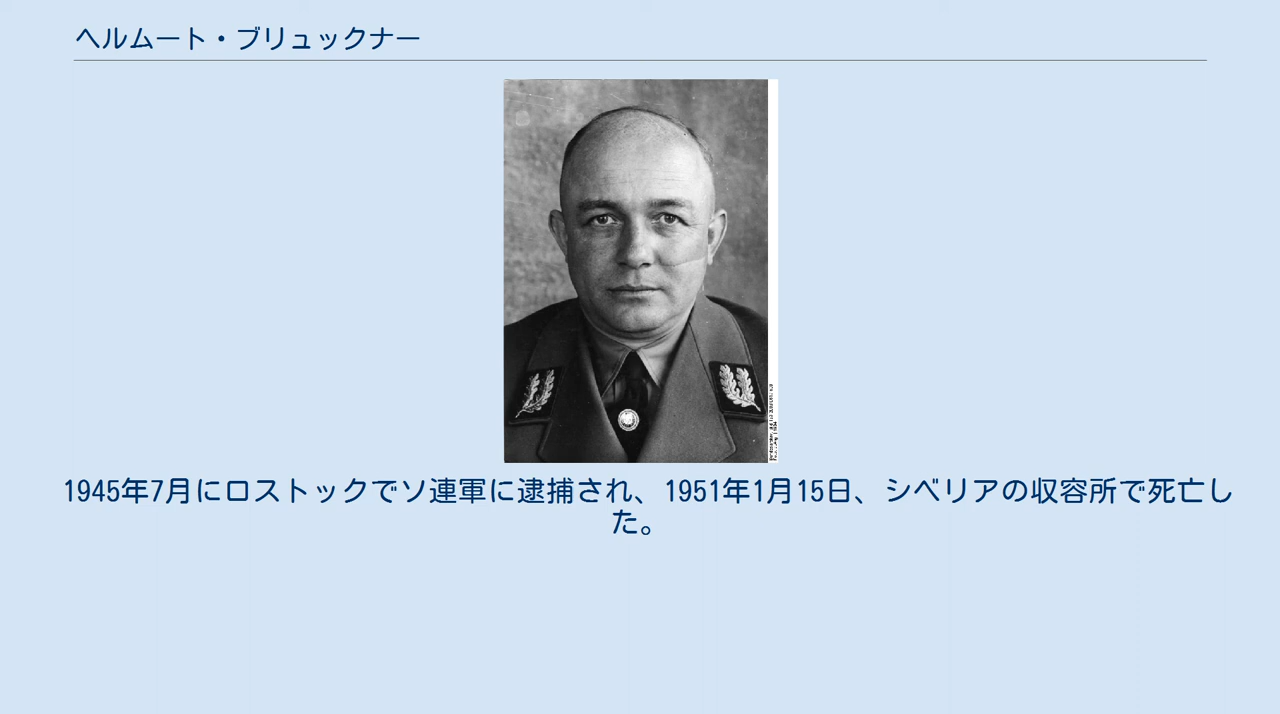 ヘルムート・ブリュックナー
1945年7月にロストックでソ連軍に逮捕され、1951年1月15日、シベリアの収容所で死亡し
た。